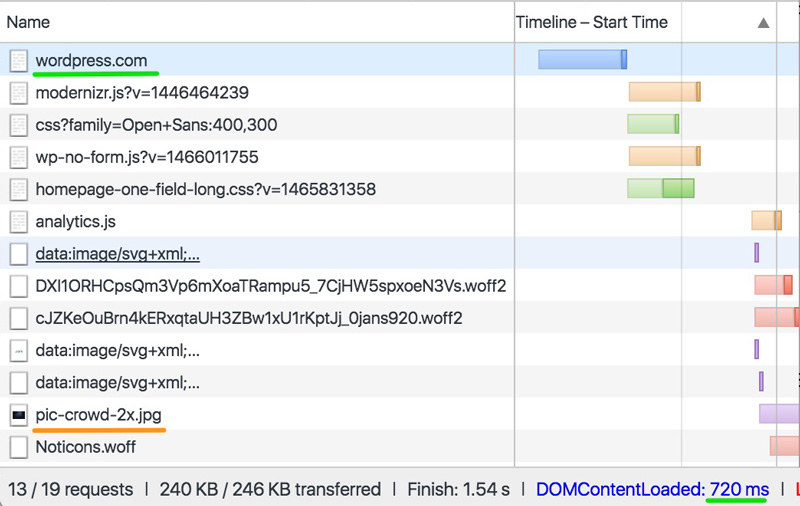 Name Timeline – Start Time ▲
wordpress.com
modernizr.js?v=1446464239
css?family=Open+Sans:400,300
wp-no-form.js?v=1466011755
homepage-one-field-long.css?v=1465831358
analytics.js
data:image/svg+xml;...
DXI1ORHCpsQm3Vp6mXoaTRampu5_7CjHW5spxoeN3Vs.woff2
cJZKeOuBrn4kERxqtaUH3ZBw1xU1rKptJj_0jans920.woff2
data:image/svg+xml;...
data:image/svg+xml;...
pic-crowd-2x.jpg
Noticons.woff
13 / 19 requests | 240 KB / 246 KB transferred | Finish: 1.54 s | DOMContentLoaded: 720 ms |